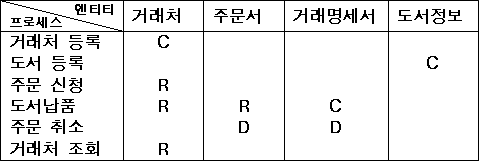 엔티티
프로세스 거래처 주문서 거래명세서 도서정보
거래처 등록 C
도서 등록 C
주문 신청 R
도서납품 R R C
주문 취소 D D
거래처 조회 R